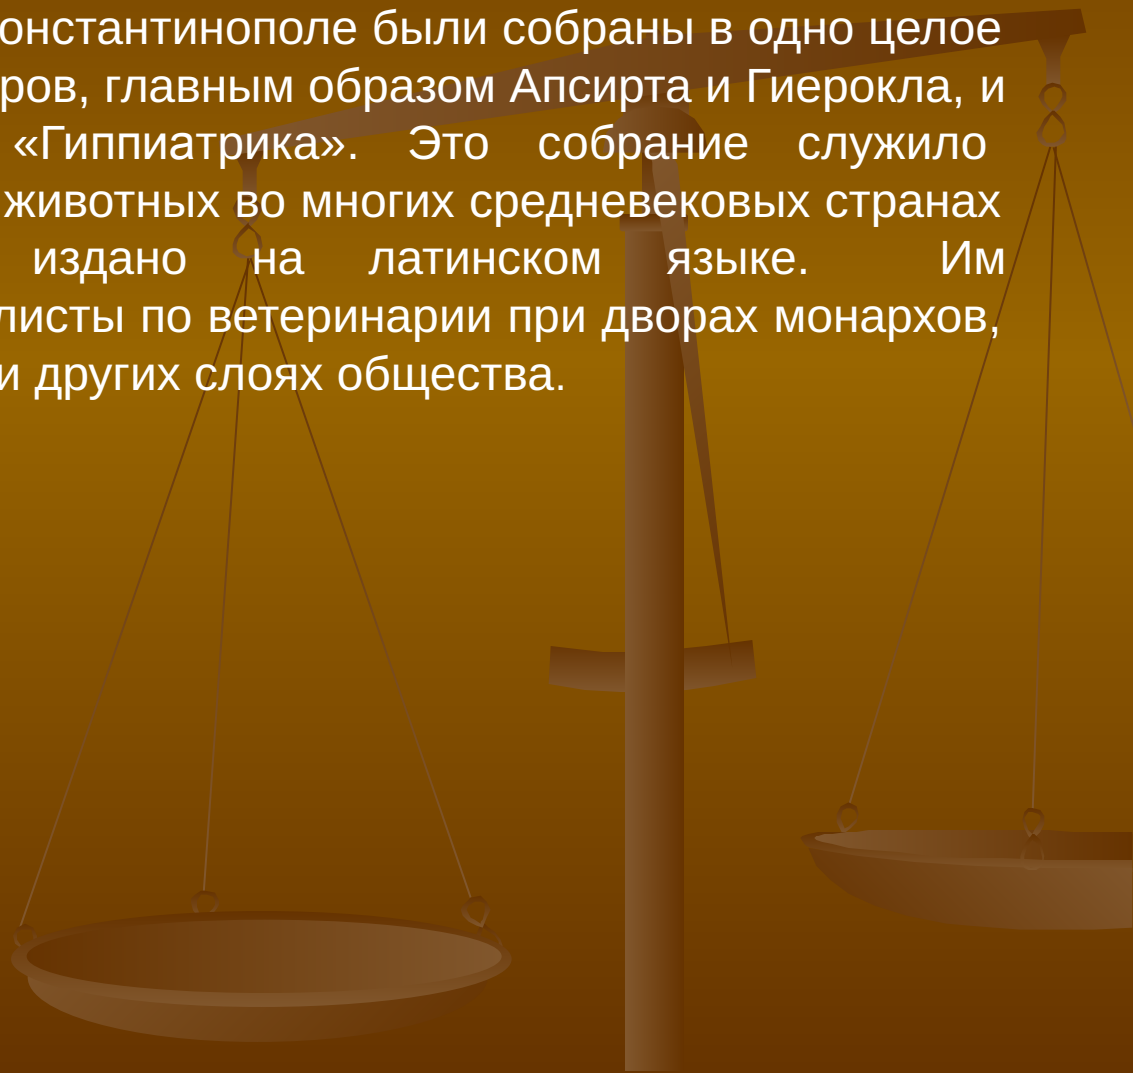 онстантинополе были собраны в одно целое
ров, главным образом Апсирта и Гиерокла, и
«Гиппиатрика». Это собрание служило
животных во многих средневековых странах
издано на латинском языке. Им
листы по ветеринарии при дворах монархов,
и других слоях общества.